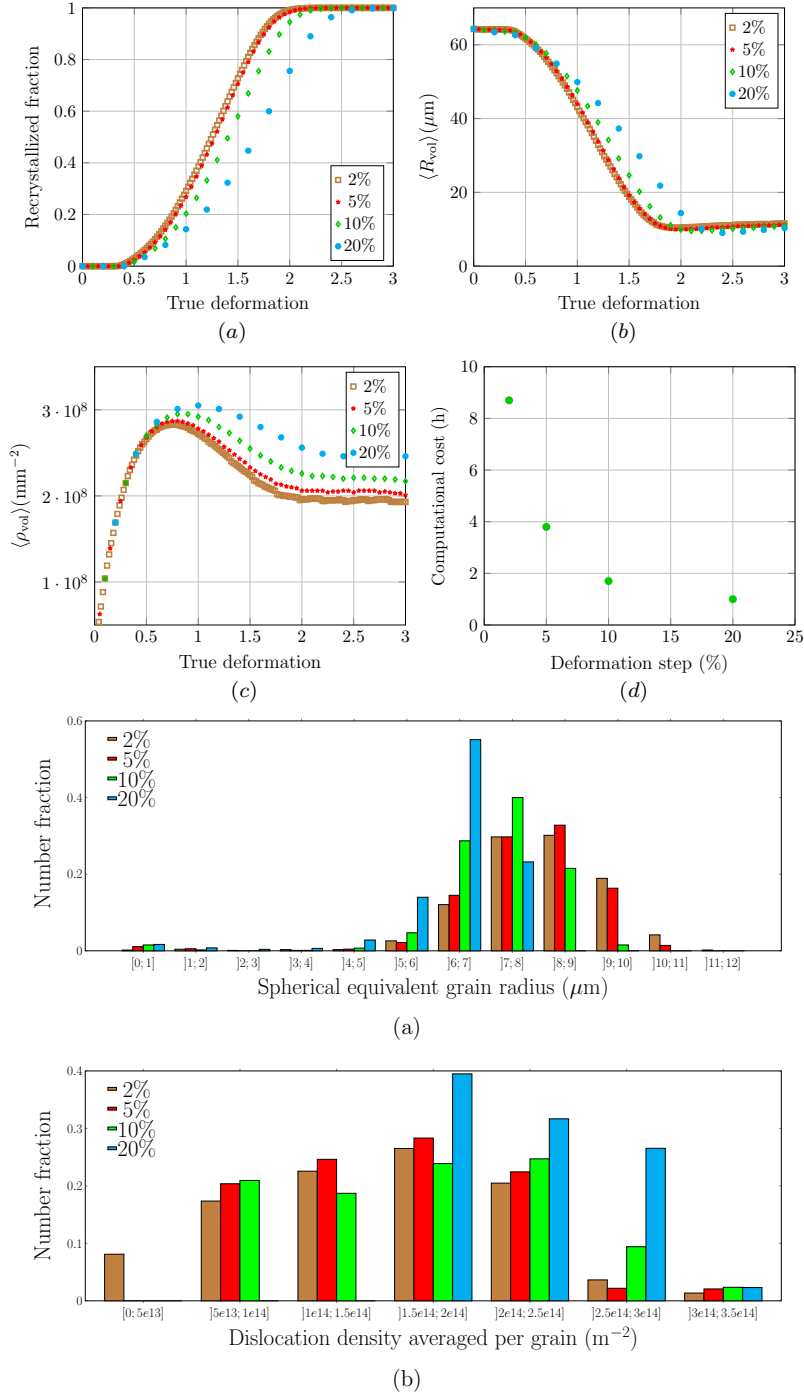 Recrystallized fraction
1
0.8
0.6
0.4
0.2
0
0 0.5 1 1.5 2 2.5 3
True deformation
2%
5%
10%
20%
(a)
⟨R_vol⟩(μm)
60
40
20
0
0 0.5 1 1.5 2 2.5 3
True deformation
2%
5%
10%
20%
(b)
⟨ρ_vol⟩(mm⁻²)
3 · 10⁸
2 · 10⁸
1 · 10⁸
0 0.5 1 1.5 2 2.5 3
True deformation
2%
5%
10%
20%
(c)
Computational cost (h)
10
8
6
4
2
0
0 5 10 15 20 25
Deformation step (%)
(d)
Number fraction
0.6
0.4
0.2
0
2%
5%
10%
20%
[0; 1] ]1; 2] ]2; 3] ]3; 4] ]4; 5] ]5; 6] ]6; 7] ]7; 8] ]8; 9] ]9; 10] ]10; 11] ]11; 12]
Spherical equivalent grain radius (μm)
(a)
Number fraction
0.4
0.3
0.2
0.1
0
2%
5%
10%
20%
[0; 5e13] ]5e13; 1e14] ]1e14; 1.5e14] ]1.5e14; 2e14] ]2e14; 2.5e14] ]2.5e14; 3e14] ]3e14; 3.5e14]
Dislocation density averaged per grain (m⁻²)
(b)